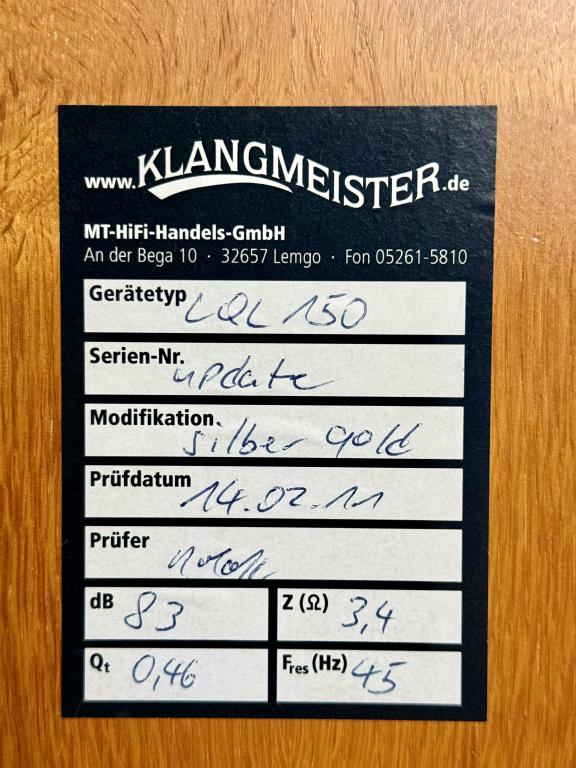 www.KLANGMEISTER.de
MT-HiFi-Handels-GmbH
An der Bega 10 · 32657 Lemgo · Fon 05261-5810
Gerätetyp LQL 150
Serien-Nr. update
Modifikation silber gold
Prüfdatum 14.02.11
Prüfer
dB 83 Z (Ω) 3,4
Qt 0,46 Fres (Hz) 45